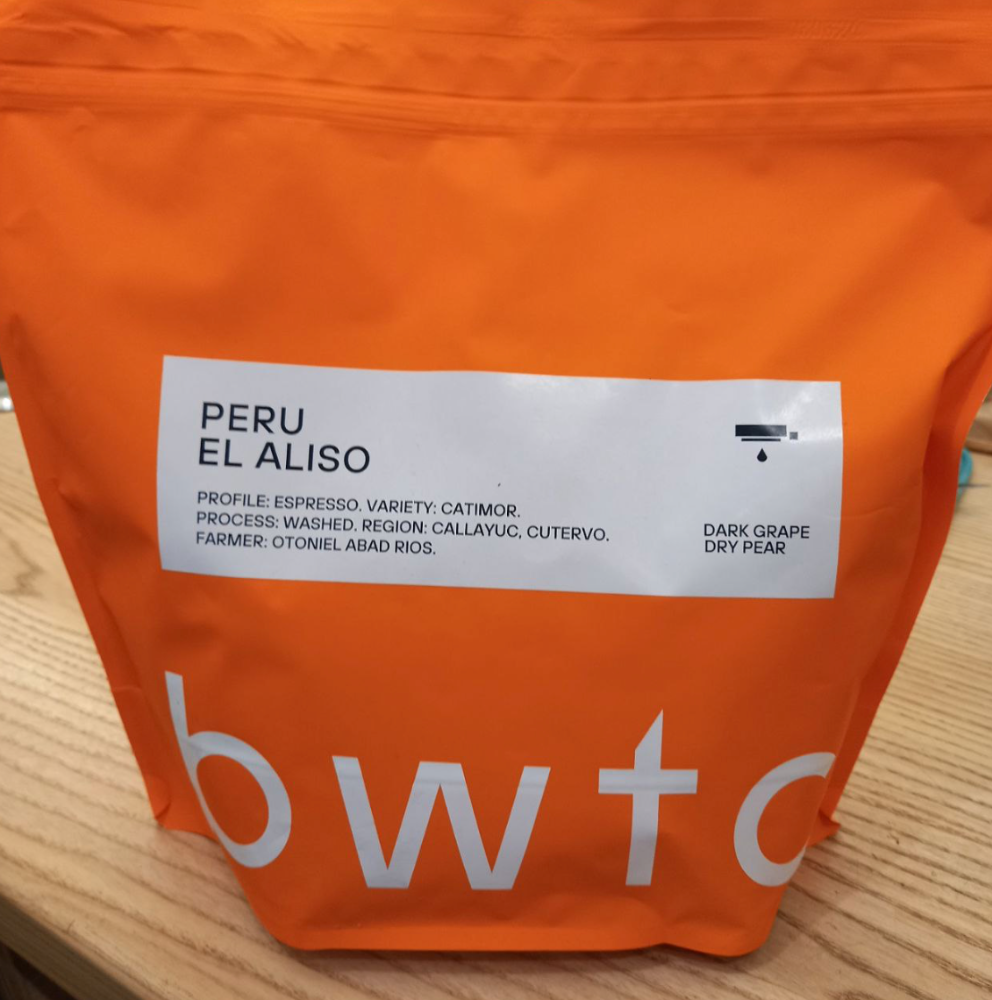 PERU
EL ALISO
PROFILE: ESPRESSO. VARIETY: CATIMOR.
PROCESS: WASHED. REGION: CALLAYUC, CUTERVO.
FARMER: OTONIEL ABAD RIOS.
DARK GRAPE
DRY PEAR
bwtc